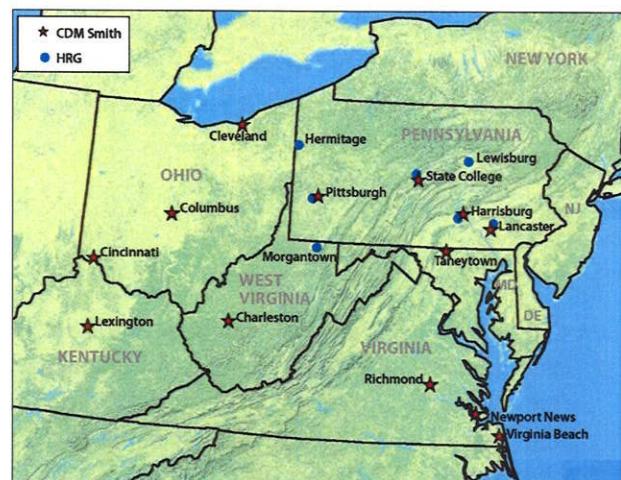 CDM Smith
HRG
NEW YORK
Cleveland
Hermitage
PENNSYLVANIA
Lewisburg
OHIO
State College
Pittsburgh
NJ
Columbus
Harrisburg
Lancaster
Cincinnati
Morgantown
Taneytown
WEST
VIRGINIA
MD
Lexington
Charleston
DE
KENTUCKY
VIRGINIA
Richmond
Newport News
Virginia Beach